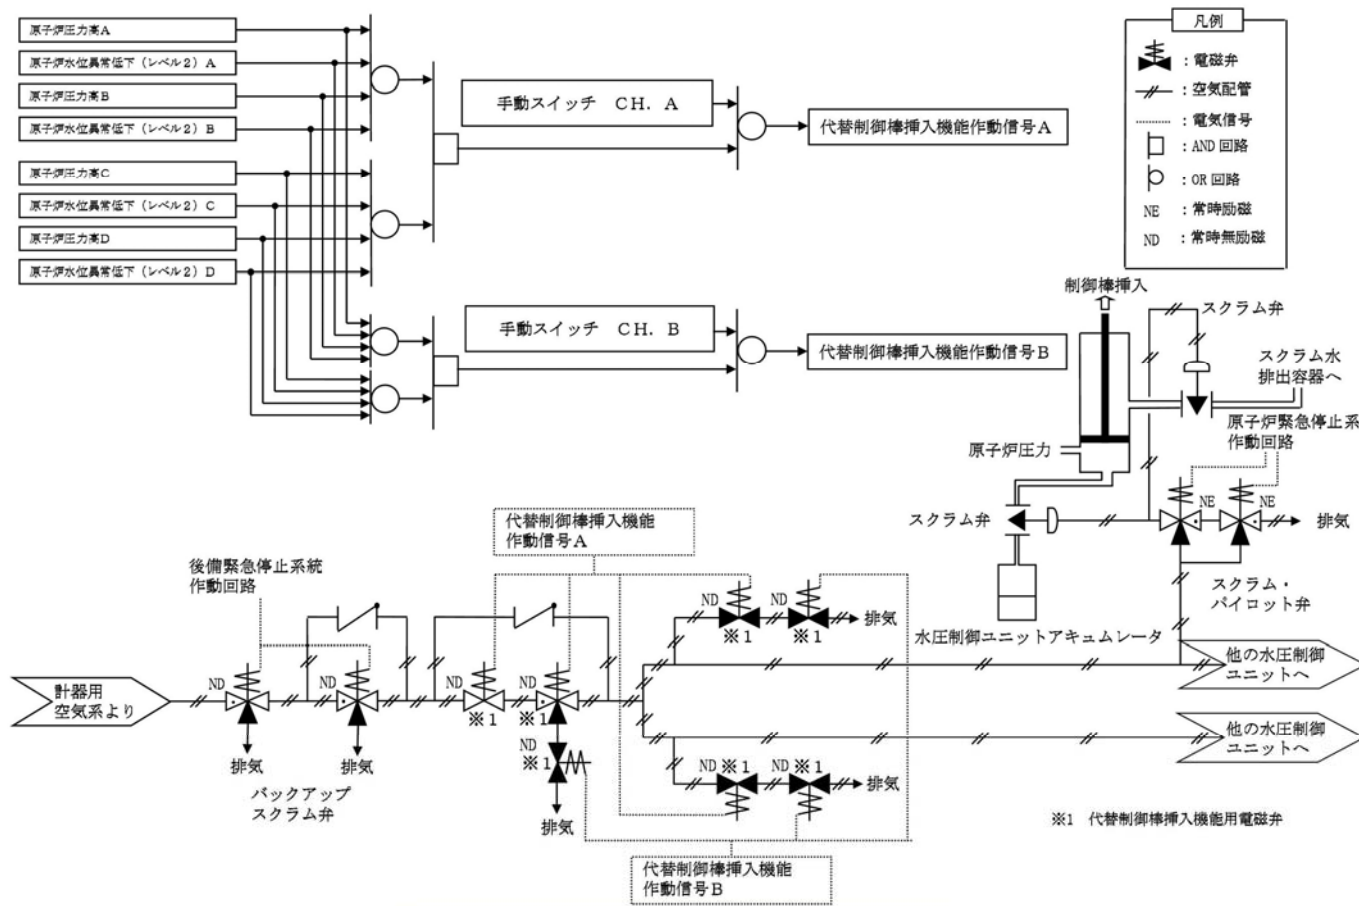 原子炉圧力高A
原子炉水位異常低下（レベル2）A
原子炉圧力高B
原子炉水位異常低下（レベル2）B
原子炉圧力高C
原子炉水位異常低下（レベル2）C
原子炉圧力高D
原子炉水位異常低下（レベル2）D
手動スイッチ　CH．A
代替制御棒挿入機能作動信号A
手動スイッチ　CH．B
代替制御棒挿入機能作動信号B
凡例
：電磁弁
：空気配管
：電気信号
：AND 回路
：OR 回路
NE ：常時励磁
ND ：常時無励磁
制御棒挿入
スクラム弁
スクラム水
排出容器へ
原子炉緊急停止系
作動回路
原子炉圧力
スクラム弁
NE
NE
排気
スクラム・
パイロット弁
水圧制御ユニットアキュムレータ
代替制御棒挿入機能
作動信号A
後備緊急停止系統
作動回路
計器用
空気系より
ND
排気
ND
排気
バックアップ
スクラム弁
ND
※1
ND
※1
ND
※1
排気
ND
※1
ND
※1
排気
他の水圧制御
ユニットへ
他の水圧制御
ユニットへ
ND
※1
ND
※1
排気
※1　代替制御棒挿入機能用電磁弁
代替制御棒挿入機能
作動信号B